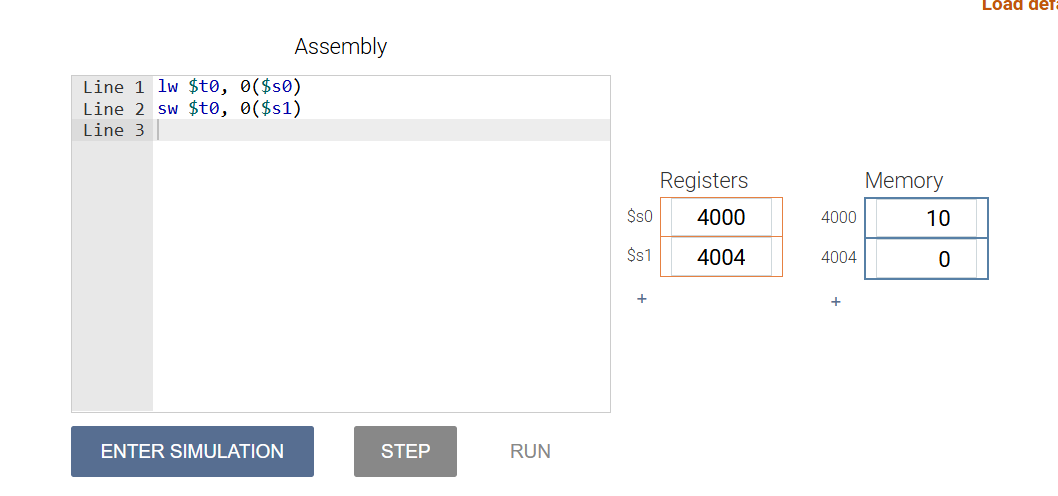 Load defa
Assembly
Line 1 lw $t0, 0($s0)
Line 2 sw $t0, 0($s1)
Line 3
Registers
Memory
$s0 4000
4000 10
$s1 4004
4004 0
+
+
ENTER SIMULATION
STEP
RUN